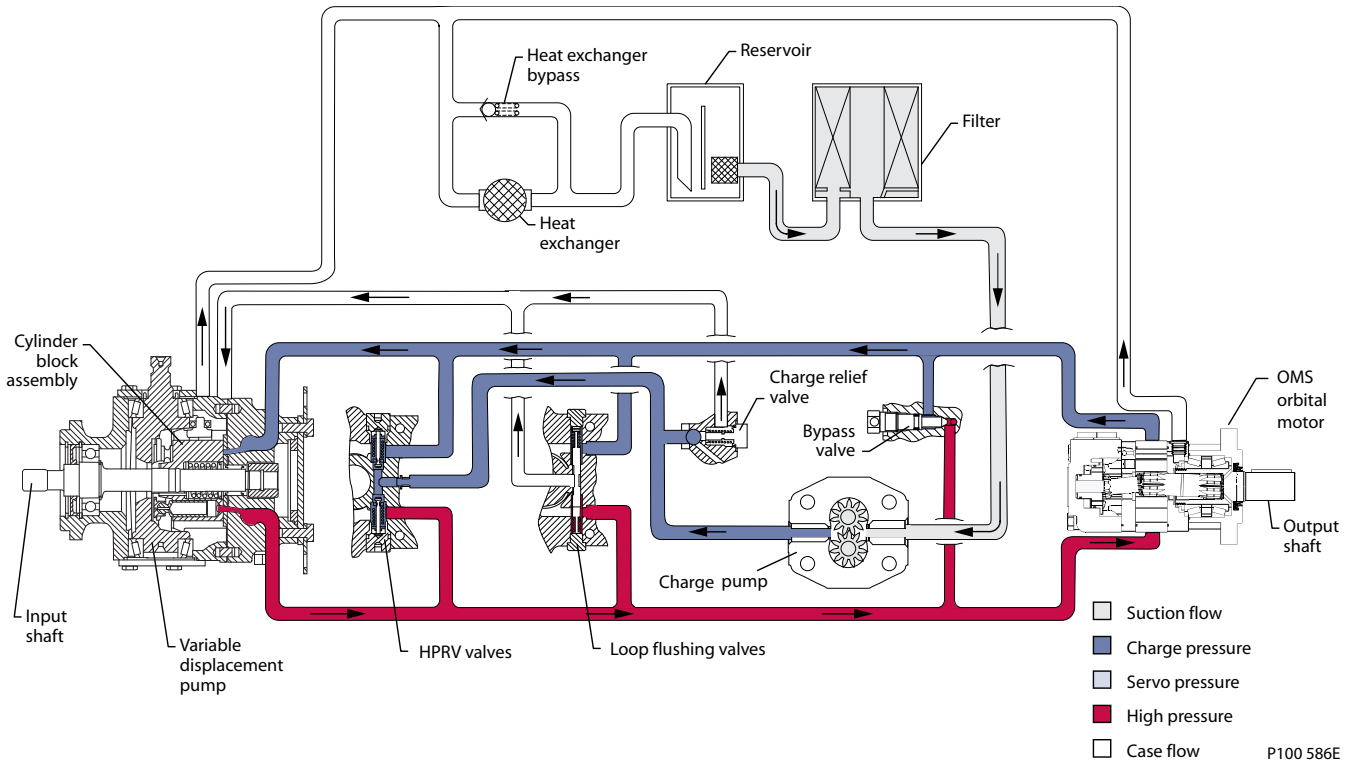 Heat exchanger
bypass
Reservoir
Filter
Heat
exchanger
Cylinder
block
assembly
Charge relief
valve
Bypass
valve
OMS
orbital
motor
Output
shaft
Charge pump
Input
shaft
Variable
displacement
pump
HPRV valves
Loop flushing valves
Suction flow
Charge pressure
Servo pressure
High pressure
Case flow
P100 586E